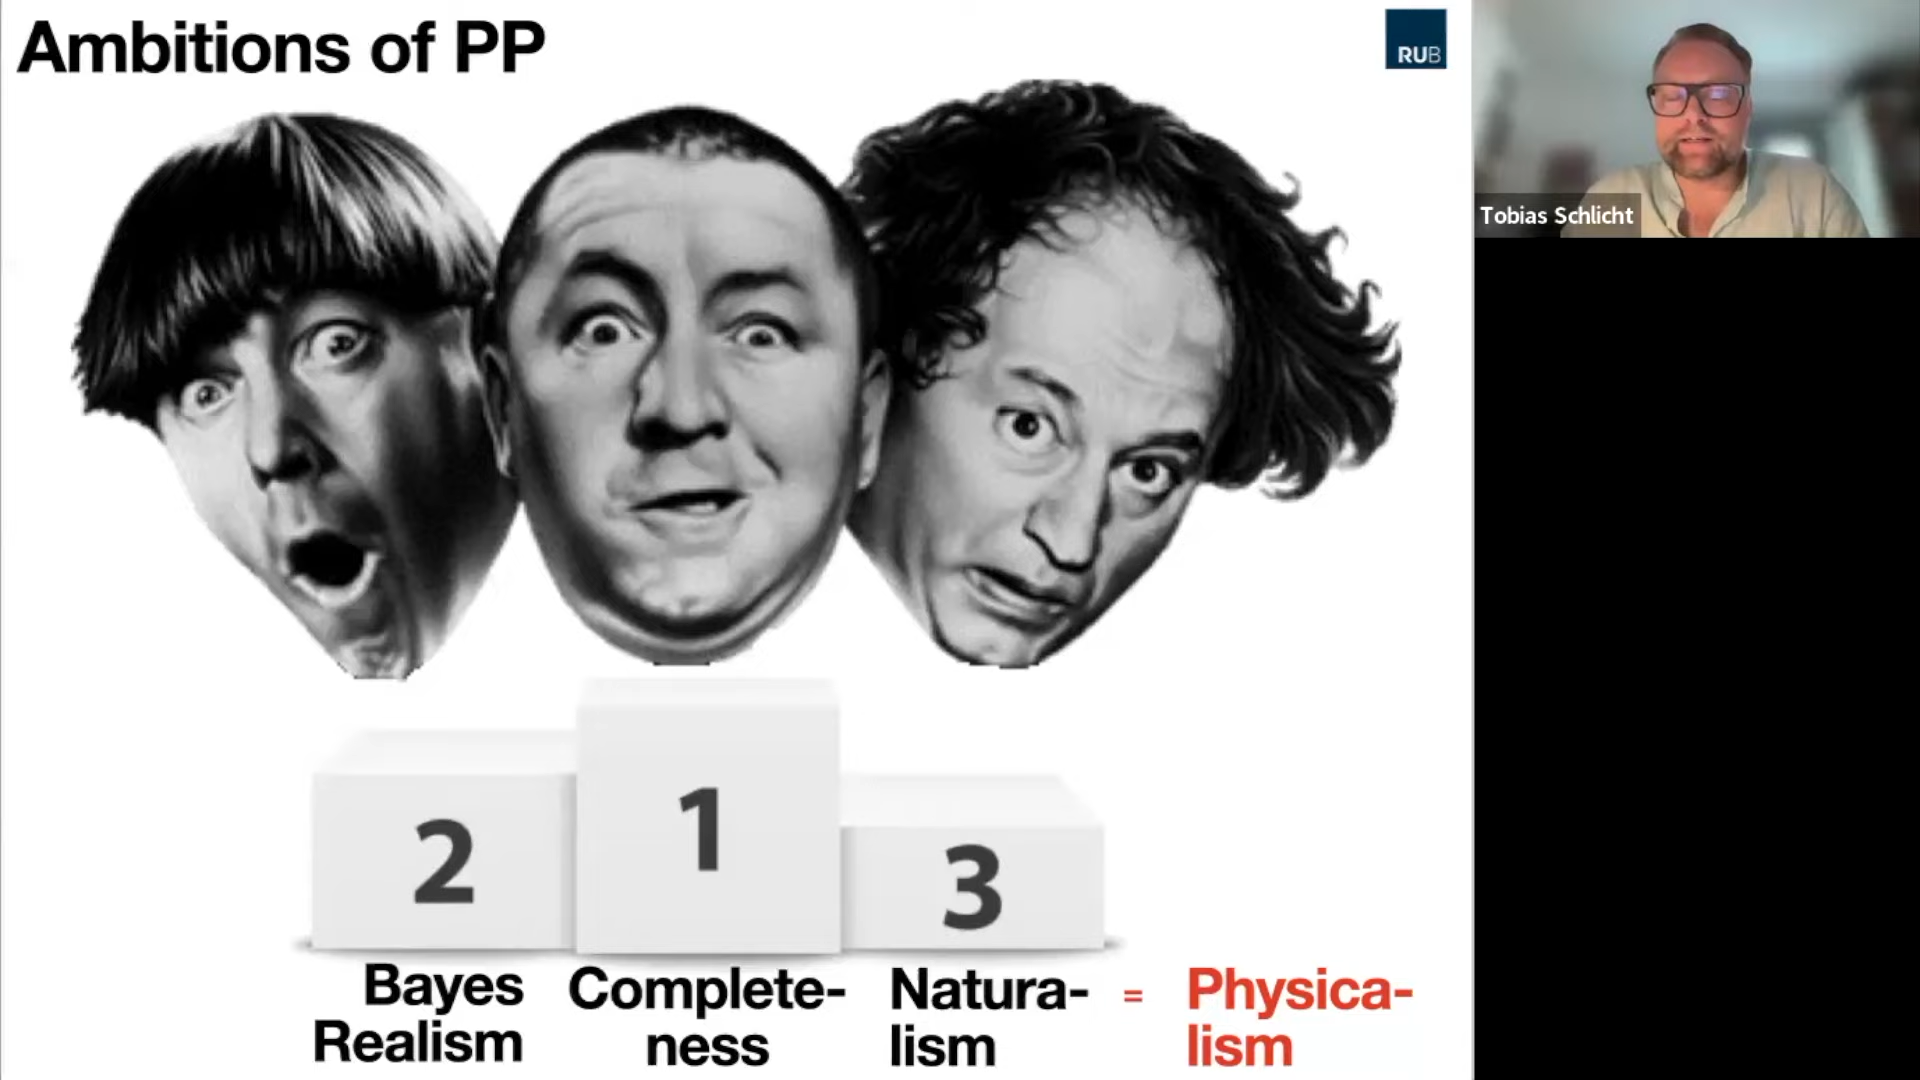 Ambitions of PP
RUB
Tobias Schlicht
2
1
3
Bayes
Realism
Complete-
ness
Natura-
lism
=
Physica-
lism